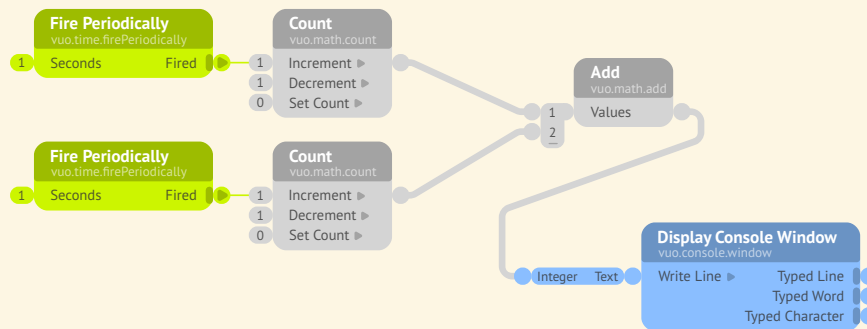 Fire Periodically
vuo.time.firePeriodically
1 Seconds Fired
Count
vuo.math.count
1 Increment
1 Decrement
0 Set Count
Add
vuo.math.add
1 Values
2
Fire Periodically
vuo.time.firePeriodically
1 Seconds Fired
Count
vuo.math.count
1 Increment
1 Decrement
0 Set Count
Display Console Window
vuo.console.window
Integer Text
Write Line Typed Line
Typed Word
Typed Character